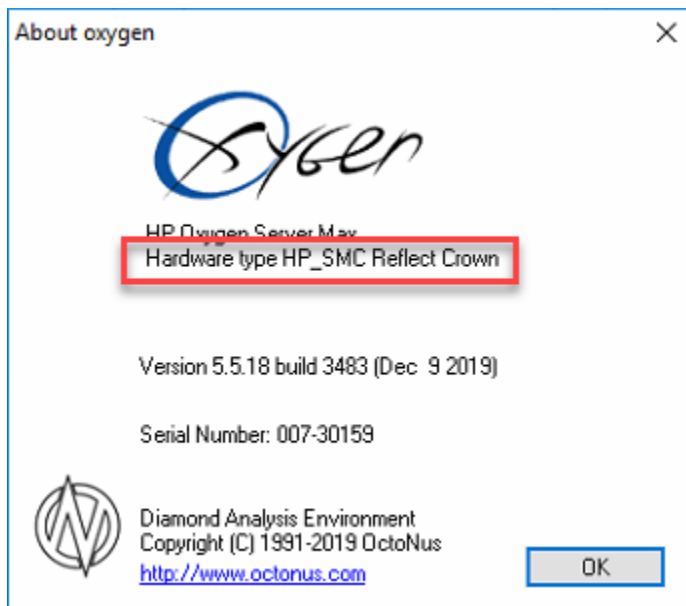 About oxygen
Oxygen
HP Oxygen Server Max
Hardware type HP_SMC Reflect Crown
Version 5.5.18 build 3483 (Dec 9 2019)
Serial Number: 007-30159
Diamond Analysis Environment
Copyright (C) 1991-2019 OctoNus
http://www.octonus.com
OK